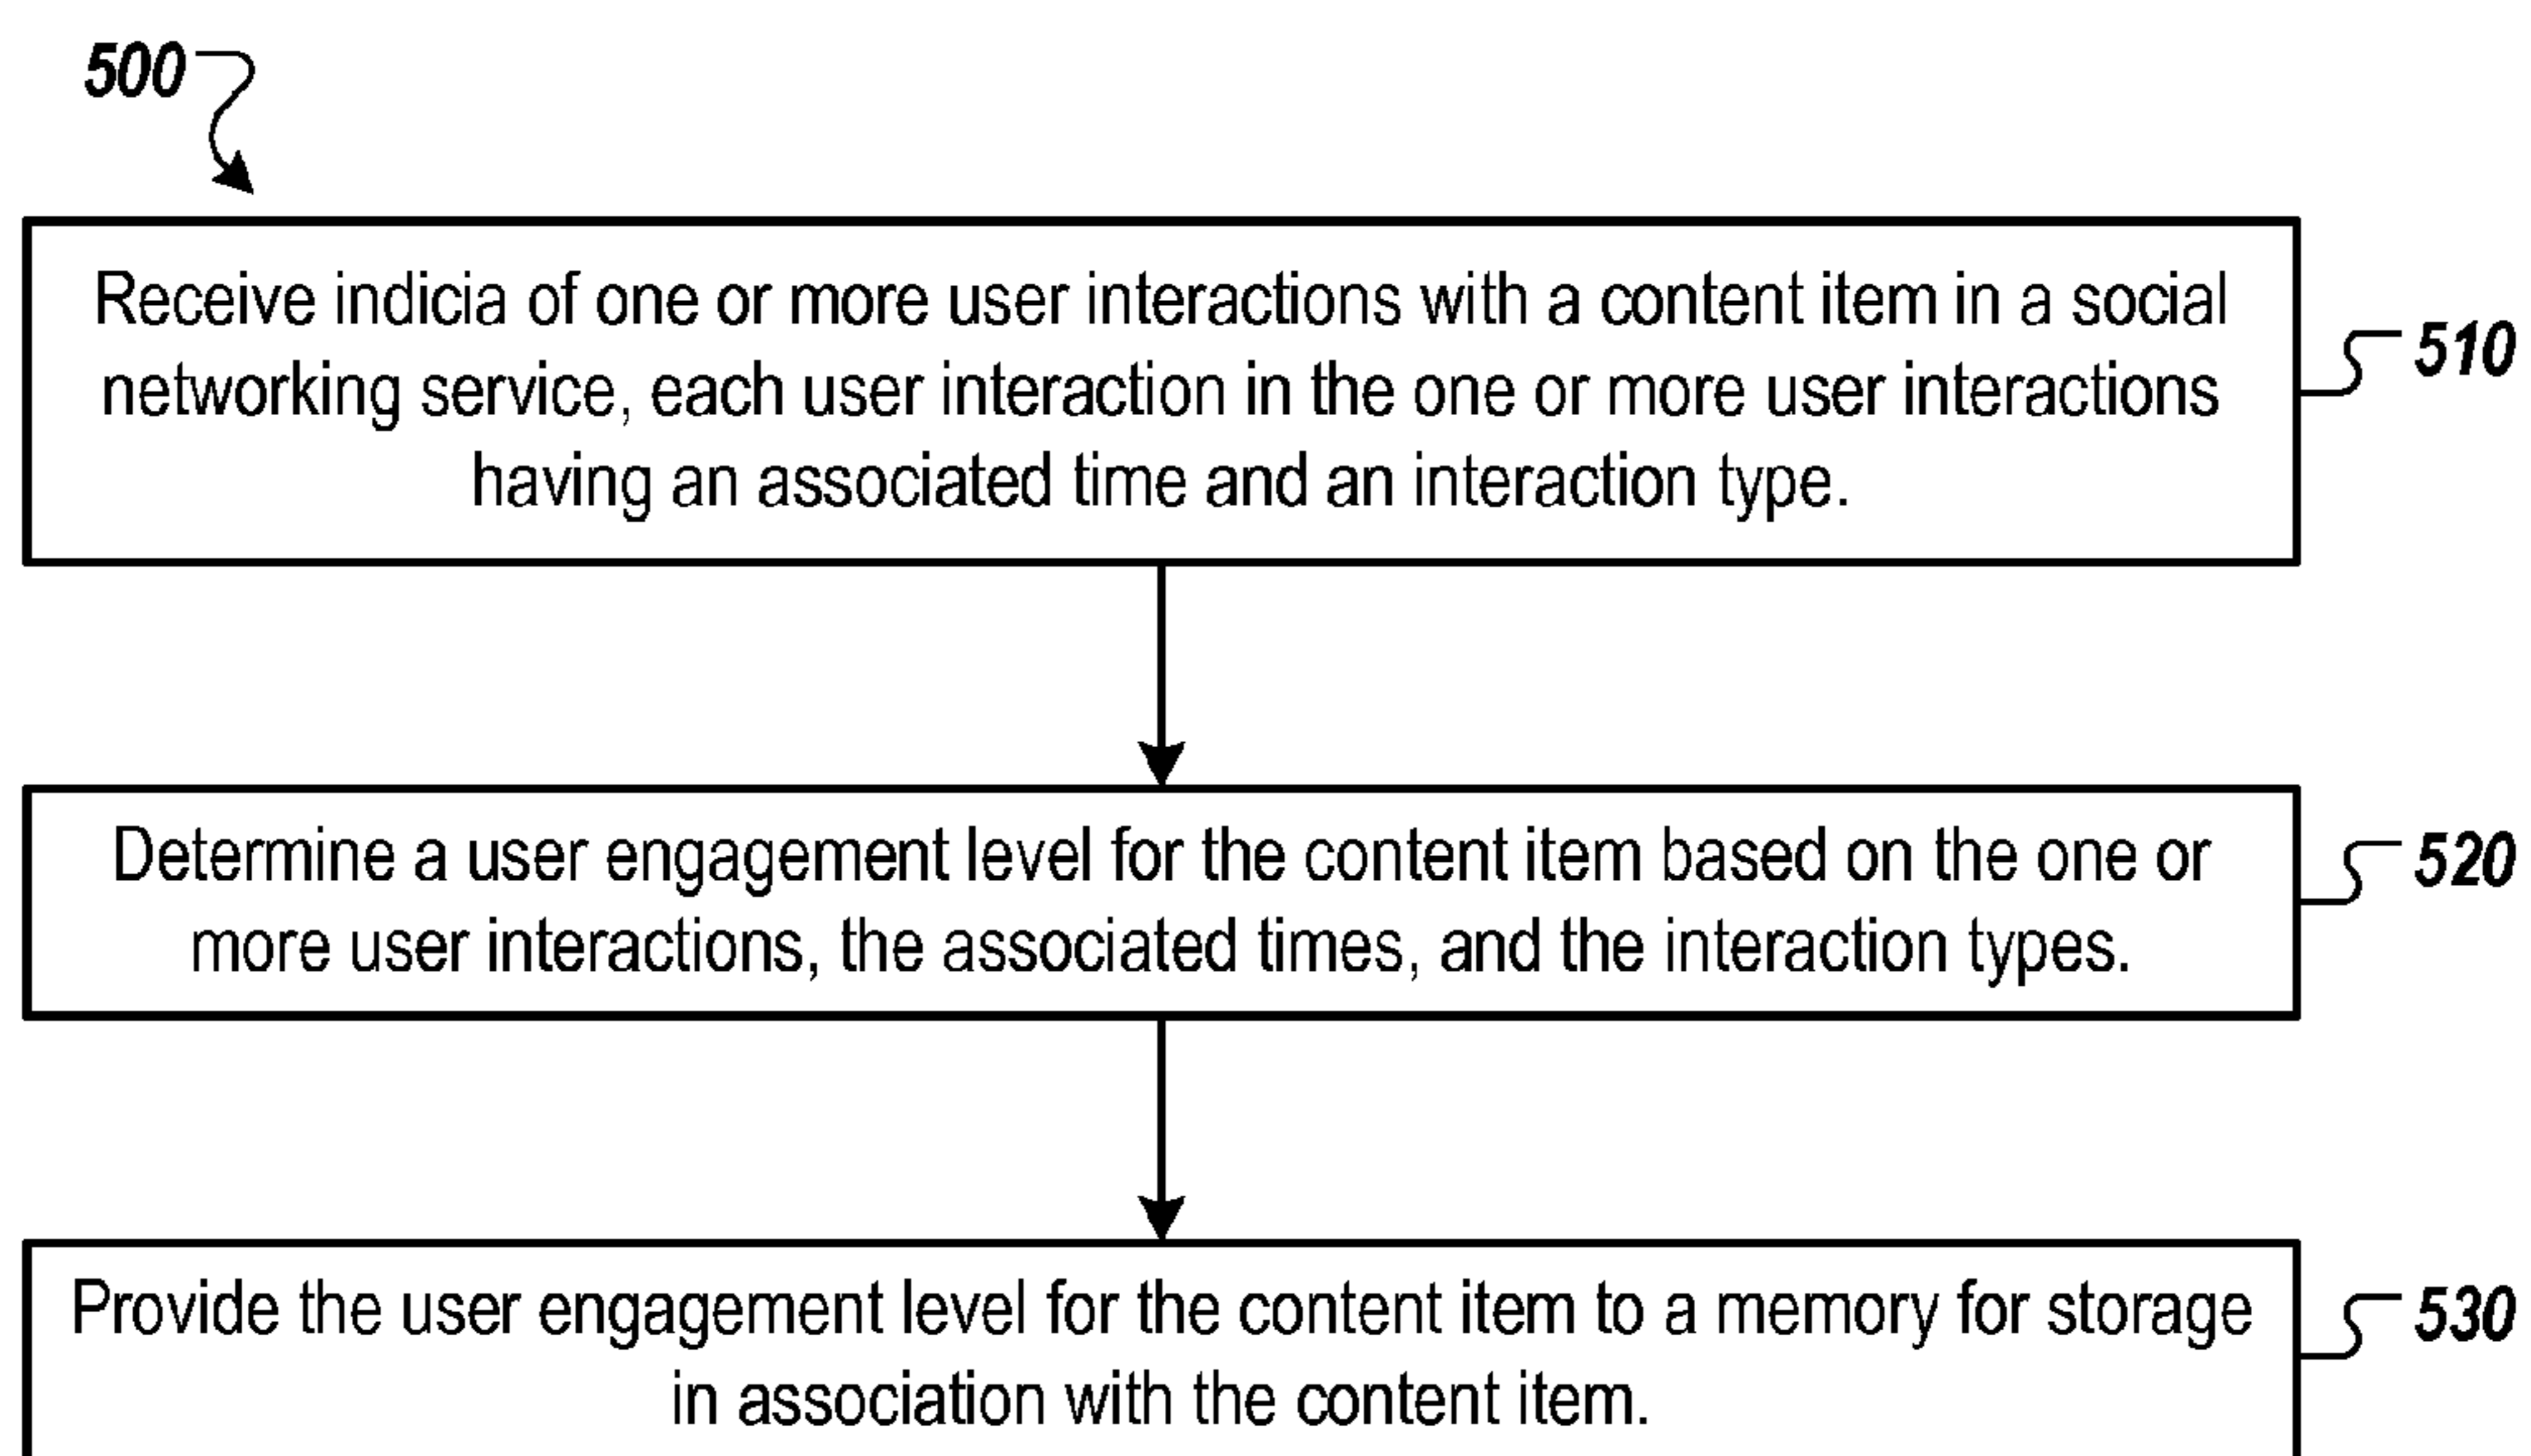 500
Receive indicia of one or more user interactions with a content item in a social
networking service, each user interaction in the one or more user interactions
having an associated time and an interaction type.
510
Determine a user engagement level for the content item based on the one or
more user interactions, the associated times, and the interaction types.
520
Provide the user engagement level for the content item to a memory for storage
in association with the content item.
530